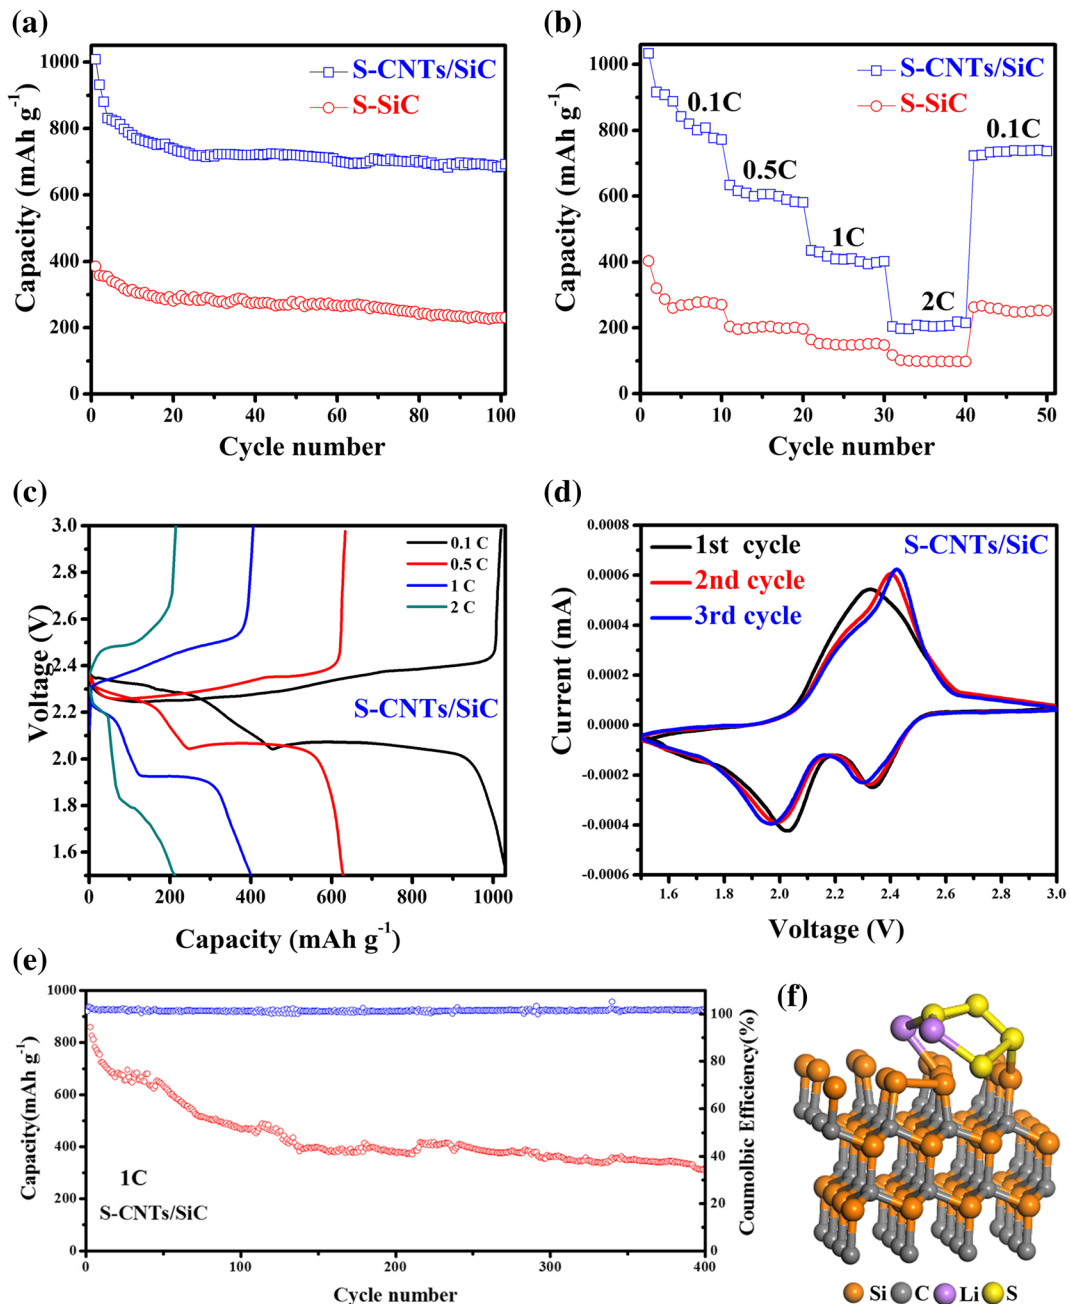 (a)
Capacity (mAh g-1)
1000
800
600
400
200
0
S-CNTs/SiC
S-SiC
0 20 40 60 80 100
Cycle number
(b)
Capacity (mAh g-1)
1000
800
600
400
200
0
S-CNTs/SiC
S-SiC
0.1C
0.5C
1C
2C
0.1C
0 10 20 30 40 50
Cycle number
(c)
Voltage (V)
3.0
2.8
2.6
2.4
2.2
2.0
1.8
1.6
0.1 C
0.5 C
1 C
2 C
S-CNTs/SiC
0 200 400 600 800 1000
Capacity (mAh g-1)
(d)
Current (mA)
0.0008
0.0006
0.0004
0.0002
0.0000
-0.0002
-0.0004
-0.0006
1st cycle
2nd cycle
3rd cycle
S-CNTs/SiC
1.6 1.8 2.0 2.2 2.4 2.6 2.8 3.0
Voltage (V)
(e)
Capacity(mAh g-1)
1000
800
600
400
200
0
1C
S-CNTs/SiC
100
80
60
40
20
0
Coumolbic Efficiency(%)
0 100 200 300 400
Cycle number
(f)
Si C Li S